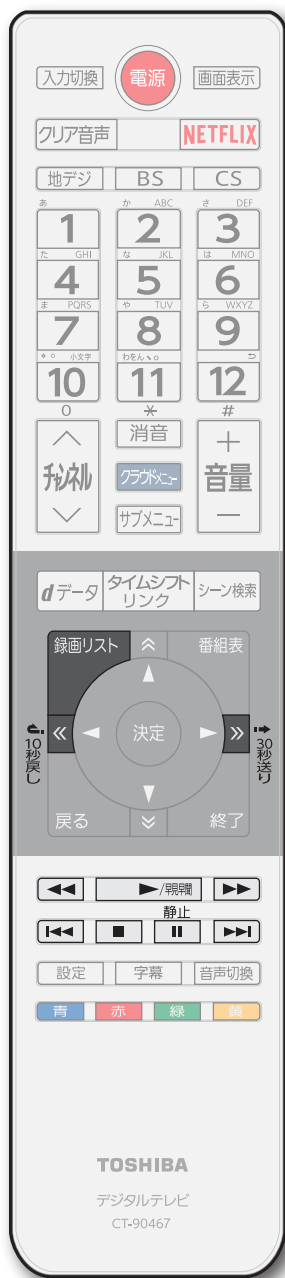 入力切換 電源 画面表示
クリア音声 NETFLIX
地デジ BS CS
あ か ABC さ DEF
1 2 3
た GHI な JKL は MNO
4 5 6
ま PQRS や TUV ら WXYZ
7 8 9
小文字 わをん、。
10 11 12
0 * #
消音
チャンネル クラウドメニュー + 音量 −
サブメニュー
dデータ タイムシフトリンク シーン検索
録画リスト 番組表
10秒戻し 決定 30秒送り
戻る 終了
静止
設定 字幕 音声切換
青 赤 緑 黄
TOSHIBA
デジタルテレビ
CT-90467